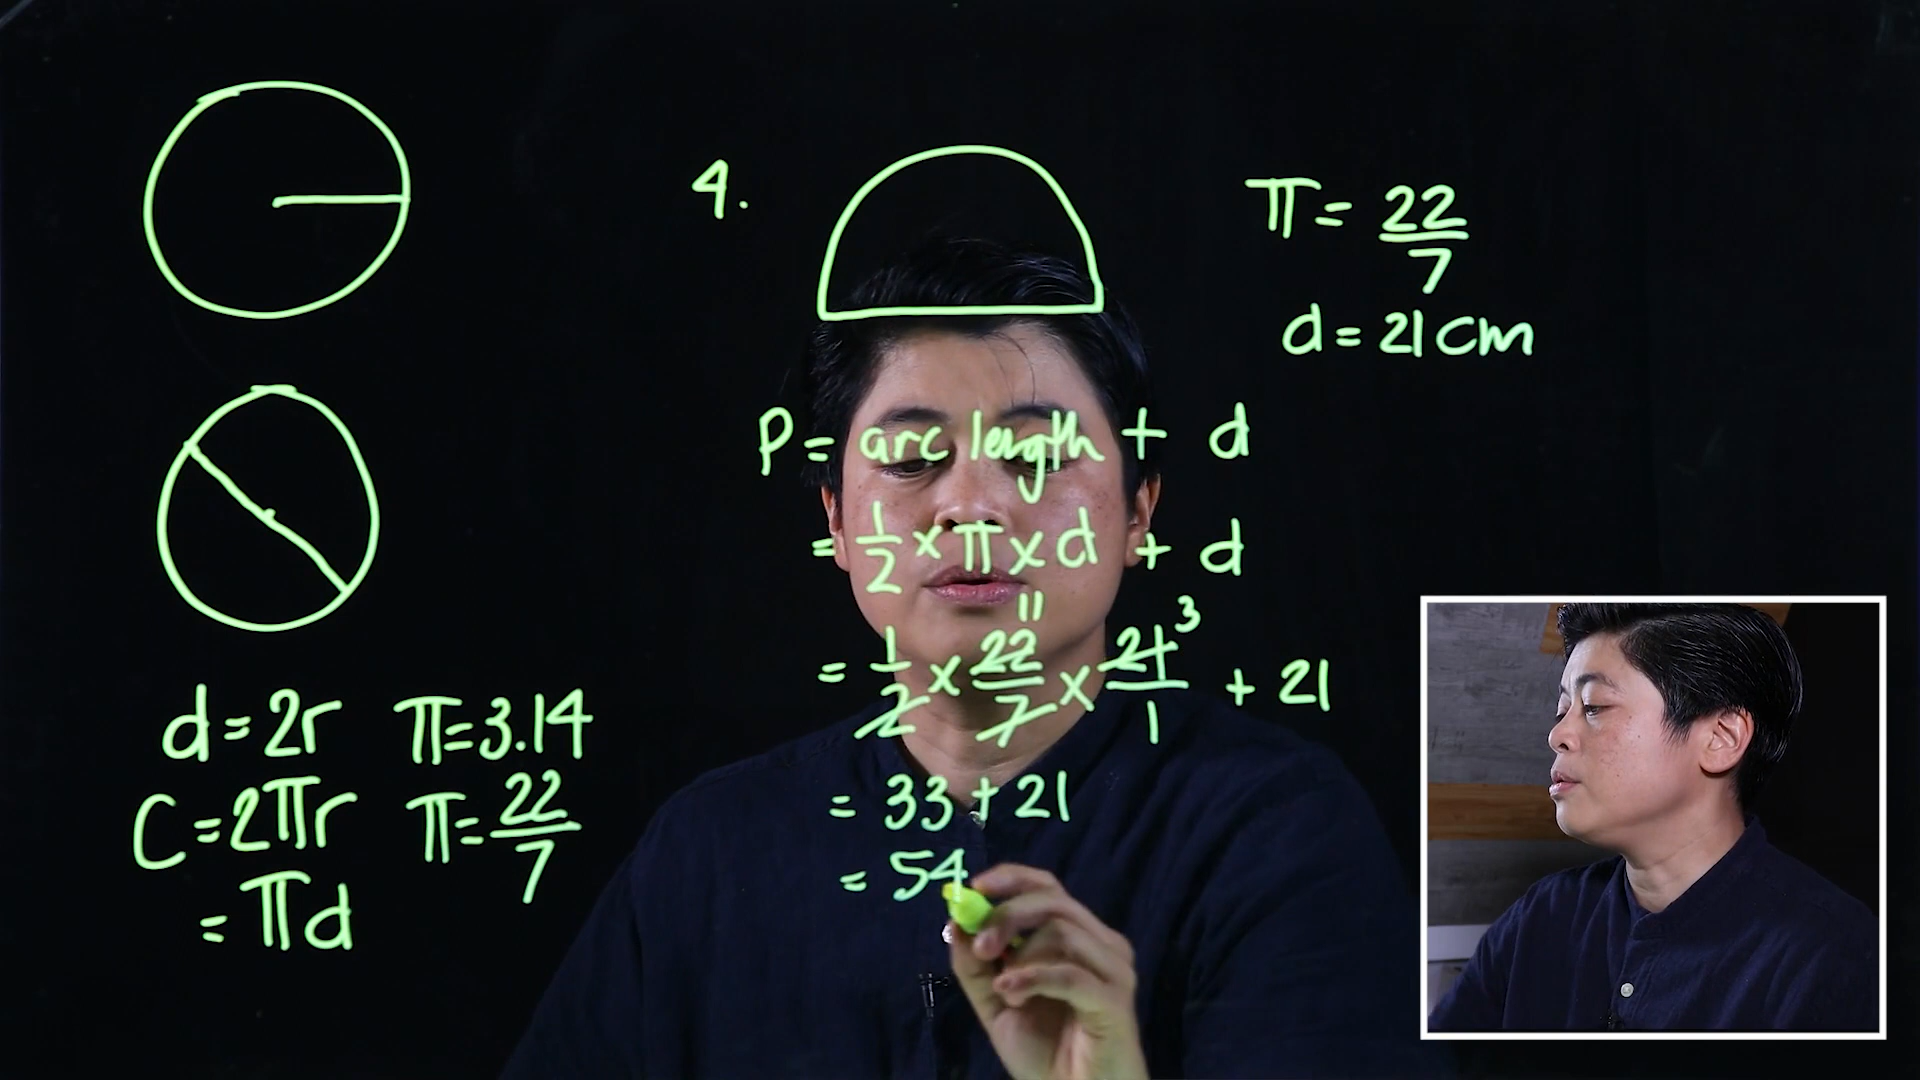 4.
π = 22/7
d = 21 cm
P = arc length + d
= 1/2 × π × d + d
11 3
= 1/2 × 22/7 × 21/1 + 21
= 33 + 21
= 54
d = 2r π = 3.14
C = 2πr π = 22/7
= πd